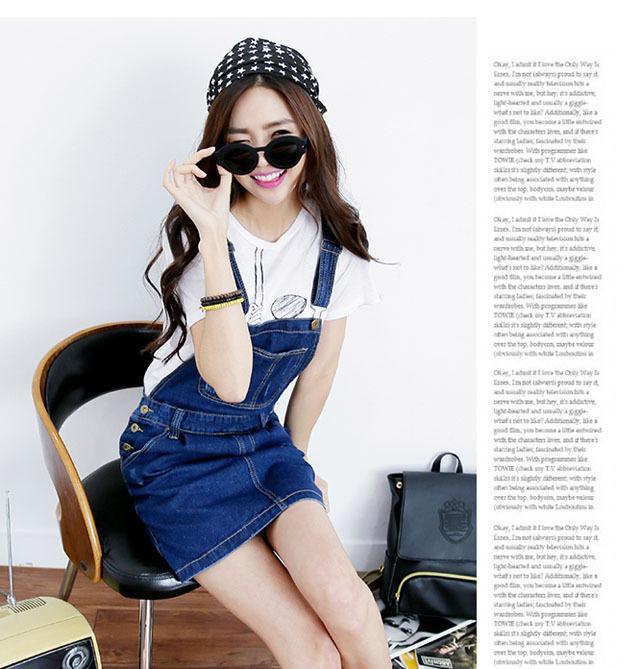 Okay, I admit it I love the Only Way Is
Essex. I'm not (always) proud to say it,
and usually reality television hits a
nerve with me, but hey, it's addictive,
light-hearted and usually a giggle-
what's not to like? Additionally, like a
good film, you become a little entwined
with the characters lives, and if there's
starring ladies; fascinated by their
wardrobes. With programmes like
TOWIE (check my T.V abbreviation
skills) it's slightly different; with style
often being associated with anything
over the top, bodycon, maybe velour
(obviously with white Louboutins in
Okay, I admit it I love the Only Way Is
Essex. I'm not (always) proud to say it,
and usually reality television hits a
nerve with me, but hey, it's addictive,
light-hearted and usually a giggle-
what's not to like? Additionally, like a
good film, you become a little entwined
with the characters lives, and if there's
starring ladies; fascinated by their
wardrobes. With programmes like
TOWIE (check my T.V abbreviation
skills) it's slightly different; with style
often being associated with anything
over the top, bodycon, maybe velour
(obviously with white Louboutins in
Okay, I admit it I love the Only Way Is
Essex. I'm not (always) proud to say it,
and usually reality television hits a
nerve with me, but hey, it's addictive,
light-hearted and usually a giggle-
what's not to like? Additionally, like a
good film, you become a little entwined
with the characters lives, and if there's
starring ladies; fascinated by their
wardrobes. With programmes like
TOWIE (check my T.V abbreviation
skills) it's slightly different; with style
often being associated with anything
over the top, bodycon, maybe velour
(obviously with white Louboutins in
Okay, I admit it I love the Only Way Is
Essex. I'm not (always) proud to say it,
and usually reality television hits a
nerve with me, but hey, it's addictive,
light-hearted and usually a giggle-
what's not to like? Additionally, like a
good film, you become a little entwined
with the characters lives, and if there's
starring ladies; fascinated by their
wardrobes. With programmes like
TOWIE (check my T.V abbreviation
skills) it's slightly different; with style
often being associated with anything
over the top, bodycon, maybe velour
(obviously with white Louboutins in